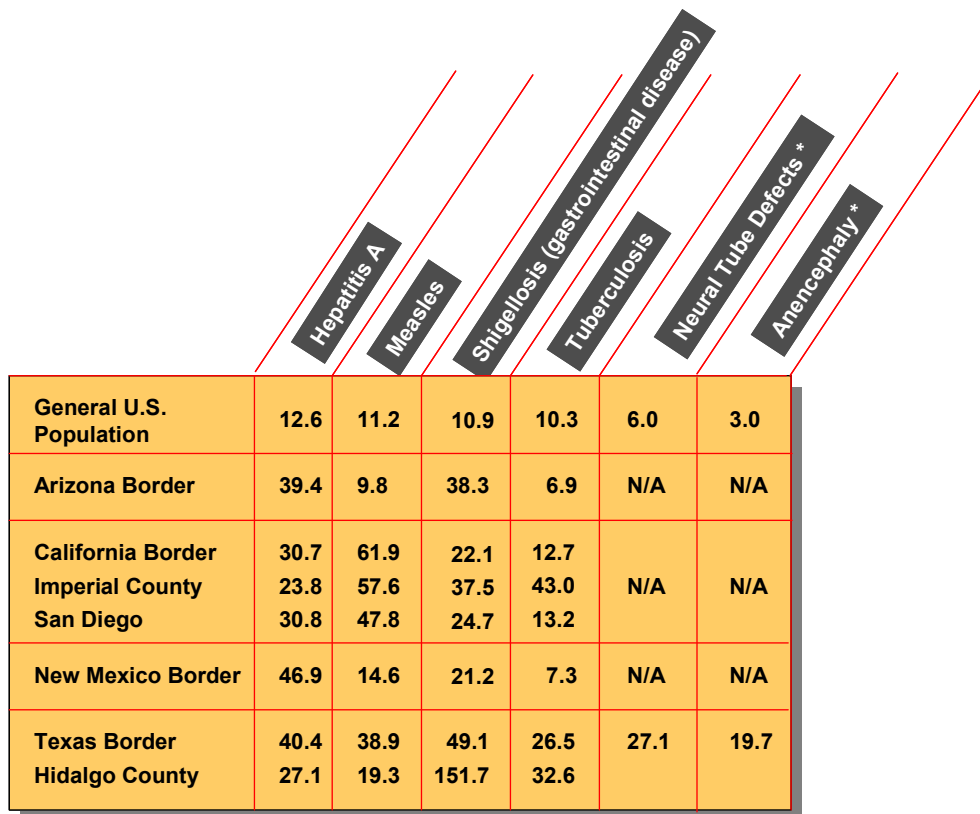 Hepatitis A
Measles
Shigellosis (gastrointestinal disease)
Tuberculosis
Neural Tube Defects *
Anencephaly *
General U.S.
Population
12.6 11.2 10.9 10.3 6.0 3.0
Arizona Border 39.4 9.8 38.3 6.9 N/A N/A
California Border 30.7 61.9 22.1 12.7
Imperial County 23.8 57.6 37.5 43.0 N/A N/A
San Diego 30.8 47.8 24.7 13.2
New Mexico Border 46.9 14.6 21.2 7.3 N/A N/A
Texas Border 40.4 38.9 49.1 26.5 27.1 19.7
Hidalgo County 27.1 19.3 151.7 32.6